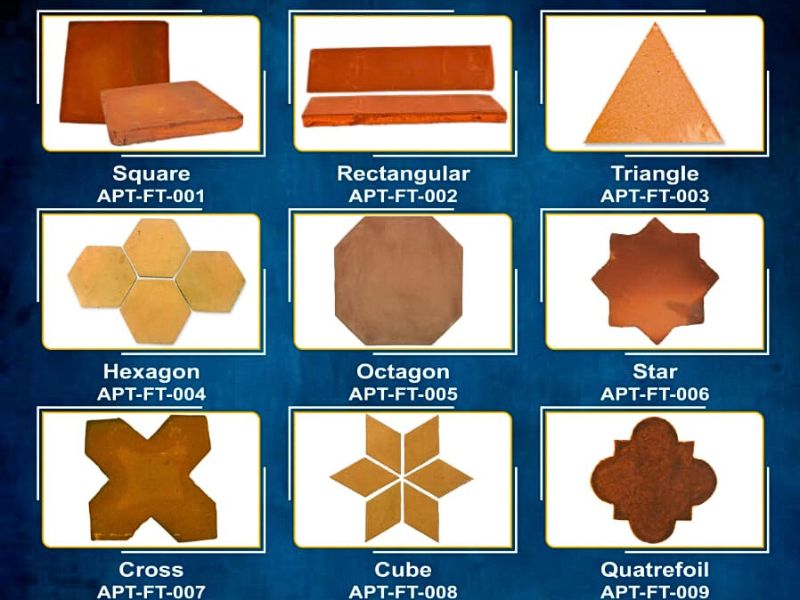 Square
APT-FT-001
Rectangular
APT-FT-002
Triangle
APT-FT-003
Hexagon
APT-FT-004
Octagon
APT-FT-005
Star
APT-FT-006
Cross
APT-FT-007
Cube
APT-FT-008
Quatrefoil
APT-FT-009